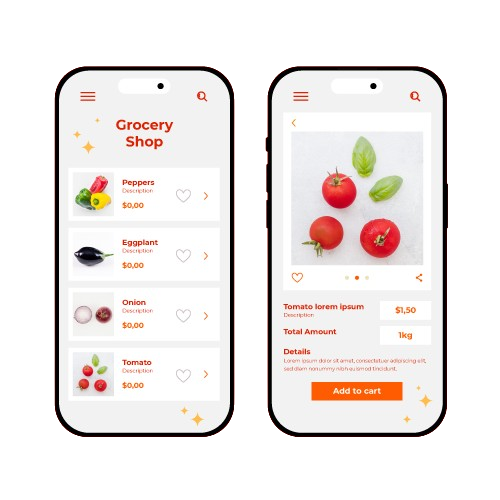 Grocery
Shop
Peppers
Description
$0,00
Eggplant
Description
$0,00
Onion
Description
$0,00
Tomato
Description
$0,00
Tomato lorem ipsum
Description
$1,50
Total Amount
1kg
Details
Lorem ipsum dolor sit amet, consectetuer adipiscing elit,
sed diam nonummy nibh euismod tincidunt.
Add to cart